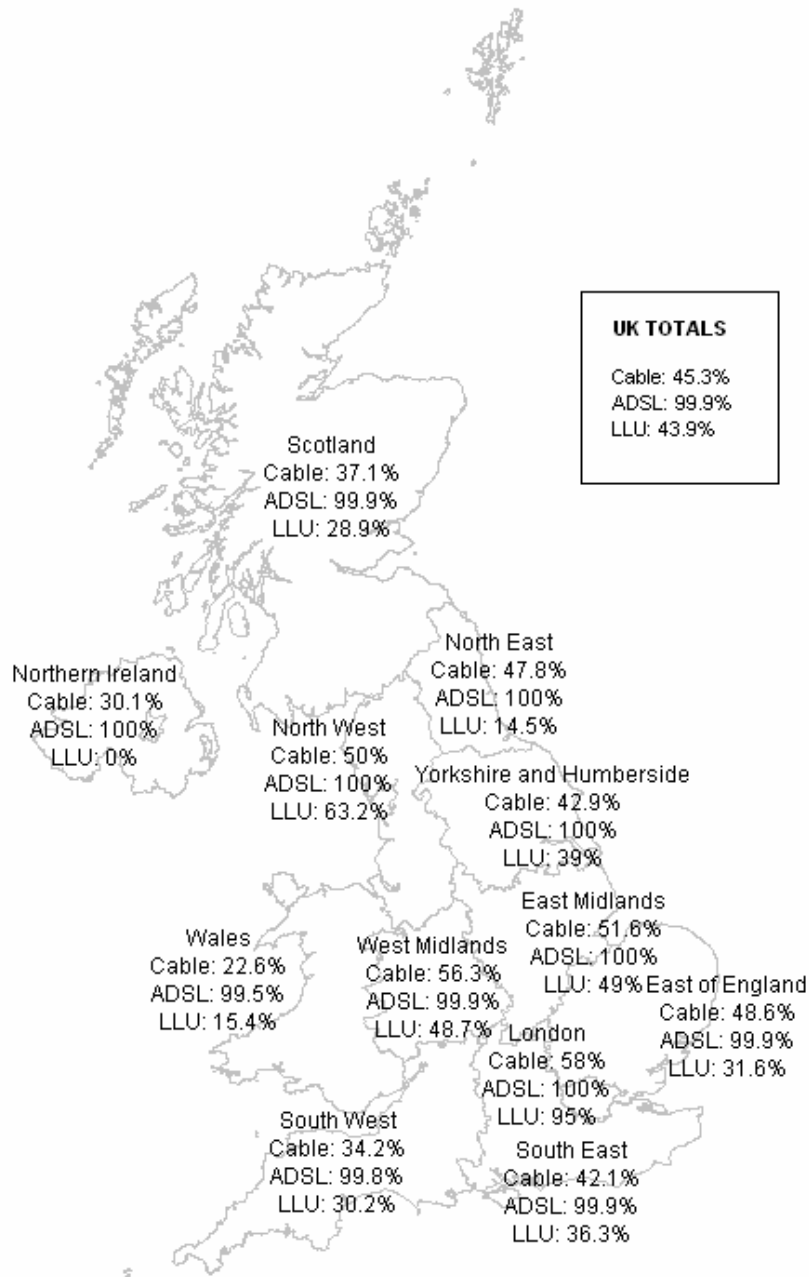 UK TOTALS
Cable: 45.3%
ADSL: 99.9%
LLU: 43.9%
Scotland
Cable: 37.1%
ADSL: 99.9%
LLU: 28.9%
North East
Cable: 47.8%
ADSL: 100%
LLU: 14.5%
Northern Ireland
Cable: 30.1%
ADSL: 100%
LLU: 0%
North West
Cable: 50%
ADSL: 100%
LLU: 63.2%
Yorkshire and Humberside
Cable: 42.9%
ADSL: 100%
LLU: 39%
East Midlands
Cable: 51.6%
ADSL: 100%
LLU: 49%
Wales
Cable: 22.6%
ADSL: 99.5%
LLU: 15.4%
West Midlands
Cable: 56.3%
ADSL: 99.9%
LLU: 48.7%
East of England
Cable: 48.6%
ADSL: 99.9%
LLU: 31.6%
London
Cable: 58%
ADSL: 100%
LLU: 95%
South West
Cable: 34.2%
ADSL: 99.8%
LLU: 30.2%
South East
Cable: 42.1%
ADSL: 99.9%
LLU: 36.3%